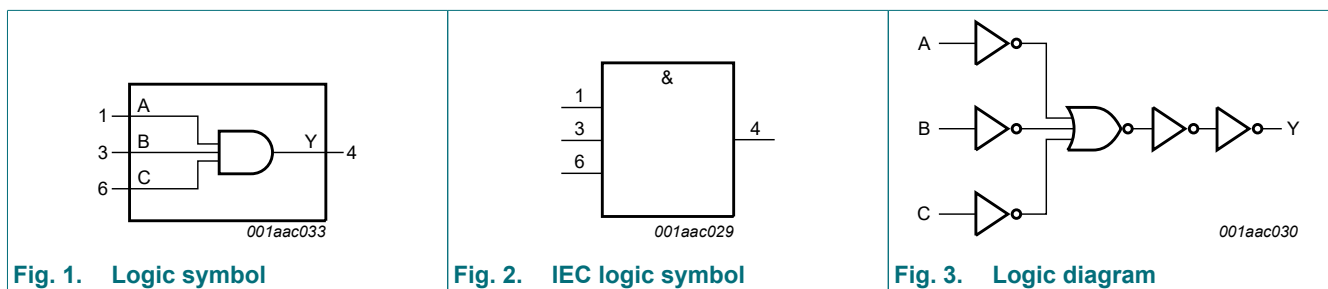 1
A
3
B
6
C
Y
4
001aac033
Fig. 1. Logic symbol
&
1
3
6
4
001aac029
Fig. 2. IEC logic symbol
A
B
C
Y
001aac030
Fig. 3. Logic diagram